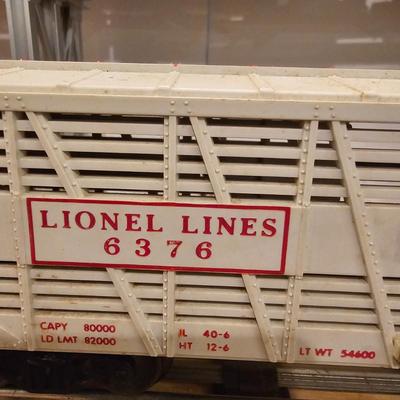 LIONEL LINES
6376
CAPY 80000
LD LMT 82000
IL 40-6
HT 12-6
LT WT 54600